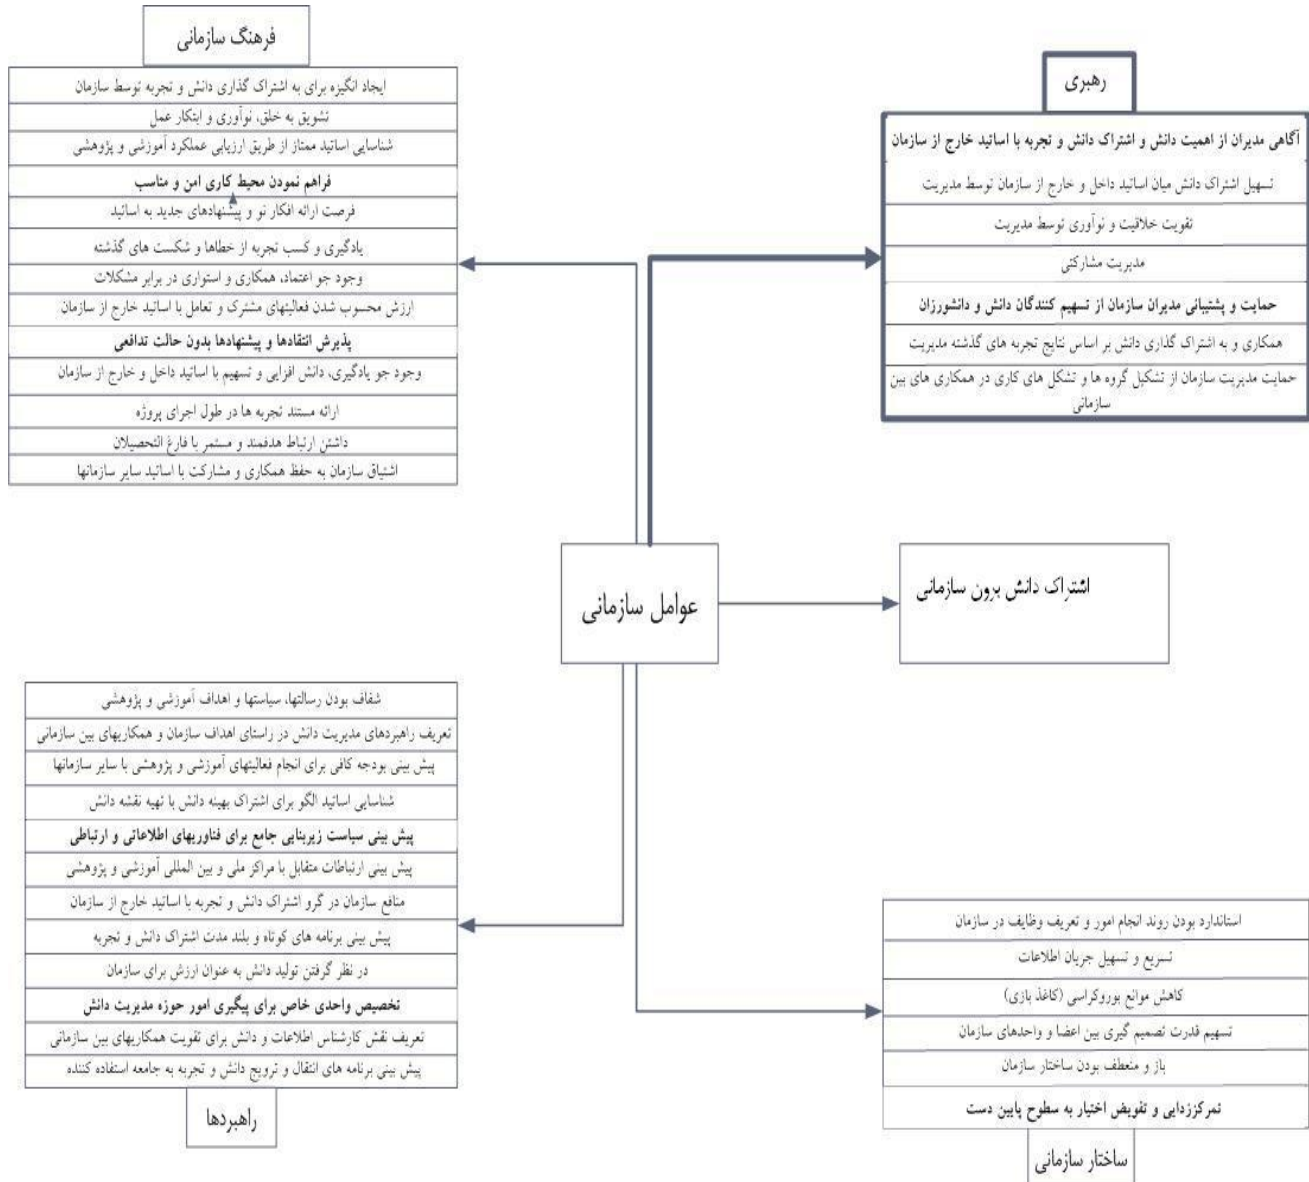 فرهنگ سازمانی
ایجاد انگیزه برای به اشتراک گذاری دانش و تجربه توسط سازمان
تشویق به خلق، نوآوری و ابتکار عمل
شناسایی اساتید ممتاز از طریق ارزیابی عملکرد آموزشی و پژوهشی
فراهم نمودن محیط کاری امن و مناسب
فرصت ارائه افکار نو و پیشنهادهای جدید به اساتید
یادگیری و کسب تجربه از خطاها و شکست های گذشته
وجود جو اعتماد، همکاری و استواری در برابر مشکلات
ارزش محسوب شدن فعالیتهای مشترک و تعامل با اساتید خارج از سازمان
پذیرش انتقادها و پیشنهادها بدون حالت تدافعی
وجود جو یادگیری، دانش افزایی و تسهیم با اساتید داخل و خارج از سازمان
ارائه مستند تجربه ها در طول اجرای پروژه
داشتن ارتباط هدفمند و مستمر با فارغ التحصیلان
اشتیاق سازمان به حفظ همکاری و مشارکت با اساتید سایر سازمانها
رهبری
آگاهی مدیران از اهمیت دانش و اشتراک دانش و تجربه با اساتید خارج از سازمان
تسهیل اشتراک دانش میان اساتید داخل و خارج از سازمان توسط مدیریت
تقویت خلاقیت و نوآوری توسط مدیریت
مدیریت مشارکتی
حمایت و پشتیبانی مدیران سازمان از تسهیم کنندگان دانش و دانشورزان
همکاری و به اشتراک گذاری دانش بر اساس نتایج تجربه های گذشته مدیریت
حمایت مدیریت سازمان از تشکیل گروه ها و تشکل های کاری در همکاری های بین
سازمانی
عوامل سازمانی
اشتراک دانش برون سازمانی
شفاف بودن رسالتها، سیاستها و اهداف آموزشی و پژوهشی
تعریف راهبردهای مدیریت دانش در راستای اهداف سازمان و همکاریهای بین سازمانی
پیش بینی بودجه کافی برای انجام فعالیتهای آموزشی و پژوهشی با سایر سازمانها
شناسایی اساتید الگو برای اشتراک بهینه دانش با تهیه نقشه دانش
پیش بینی سیاست زیربنایی جامع برای فناوریهای اطلاعاتی و ارتباطی
پیش بینی ارتباطات متقابل با مراکز ملی و بین المللی آموزشی و پژوهشی
منافع سازمان در گرو اشتراک دانش و تجربه با اساتید خارج از سازمان
پیش بینی برنامه های کوتاه و بلند مدت اشتراک دانش و تجربه
در نظر گرفتن تولید دانش به عنوان ارزش برای سازمان
تخصیص واحدی خاص برای پیگیری امور حوزه مدیریت دانش
تعریف نقش کارشناس اطلاعات و دانش برای تقویت همکاریهای بین سازمانی
پیش بینی برنامه های انتقال و ترویج دانش و تجربه به جامعه استفاده کننده
راهبردها
استاندارد بودن روند انجام امور و تعریف وظایف در سازمان
تسریع و تسهیل جریان اطلاعات
کاهش موانع بوروکراسی (کاغذ بازی)
تسهیم قدرت تصمیم گیری بین اعضا و واحدهای سازمان
باز و منعطف بودن ساختار سازمان
تمرکززدایی و تفویض اختیار به سطوح پایین دست
ساختار سازمانی